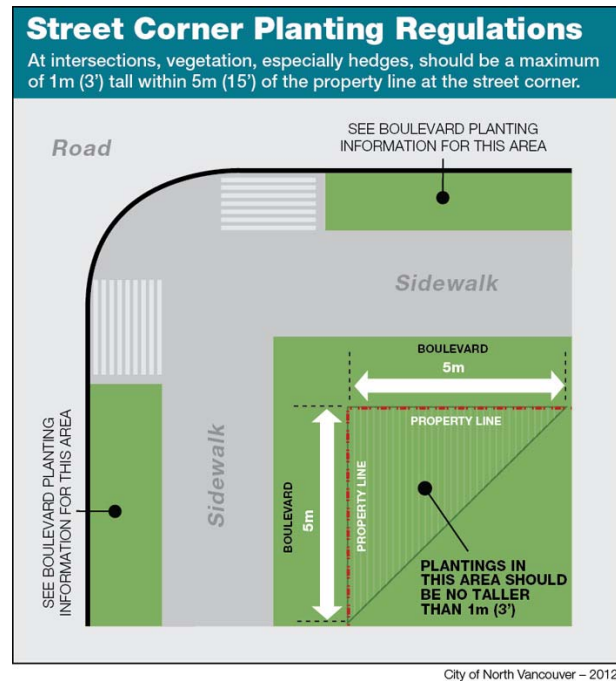 Street Corner Planting Regulations
At intersections, vegetation, especially hedges, should be a maximum
of 1m (3') tall within 5m (15') of the property line at the street corner.
Road
SEE BOULEVARD PLANTING
INFORMATION FOR THIS AREA
Sidewalk
BOULEVARD
5m
PROPERTY LINE
SEE BOULEVARD PLANTING
INFORMATION FOR THIS AREA
Sidewalk
BOULEVARD
5m
PROPERTY LINE
PLANTINGS IN
THIS AREA SHOULD
BE NO TALLER
THAN 1m (3')
City of North Vancouver – 2012